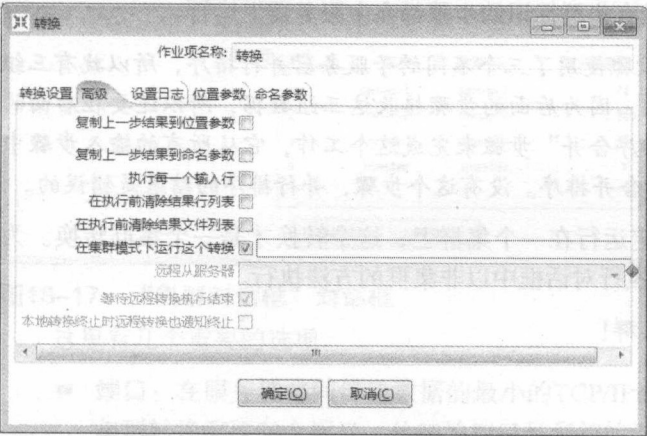 转换
作业项名称: 转换
转换设置 高级 设置日志 位置参数 命名参数
复制上一步结果到位置参数
复制上一步结果到命名参数
执行每一个输入行
在执行前清除结果行列表
在执行前清除结果文件列表
在集群模式下运行这个转换
远程从服务器
等待远程转换执行结束
本地转换终止时远程转换也通知终止
确定(O) 取消(C)